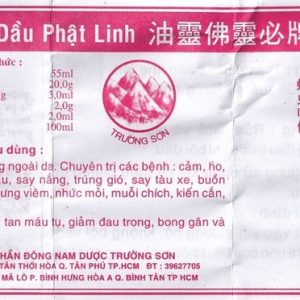 Dầu Phật Linh 油靈佛靈必牌
hức :
55ml
20,0g
3,0ml
2,0g
2,0ml
100ml
TRƯỜNG SƠN
u dùng :
g ngoài da. Chuyên trị các bệnh : cảm, ho,
u, say nắng, trúng gió, say tàu xe, buồn
ưng viêm, nhức mỏi, muỗi chích, kiến cắn,
tan máu tụ, giảm đau trong, bong gân và
HẦN ĐÔNG NAM DƯỢC TRƯỜNG SƠN
TÂN THỚI HÒA Q. TÂN PHÚ TP.HCM ĐT : 39627705
MÃ LÒ P. BÌNH HƯNG HÒA A Q. BÌNH TÂN TP HCM